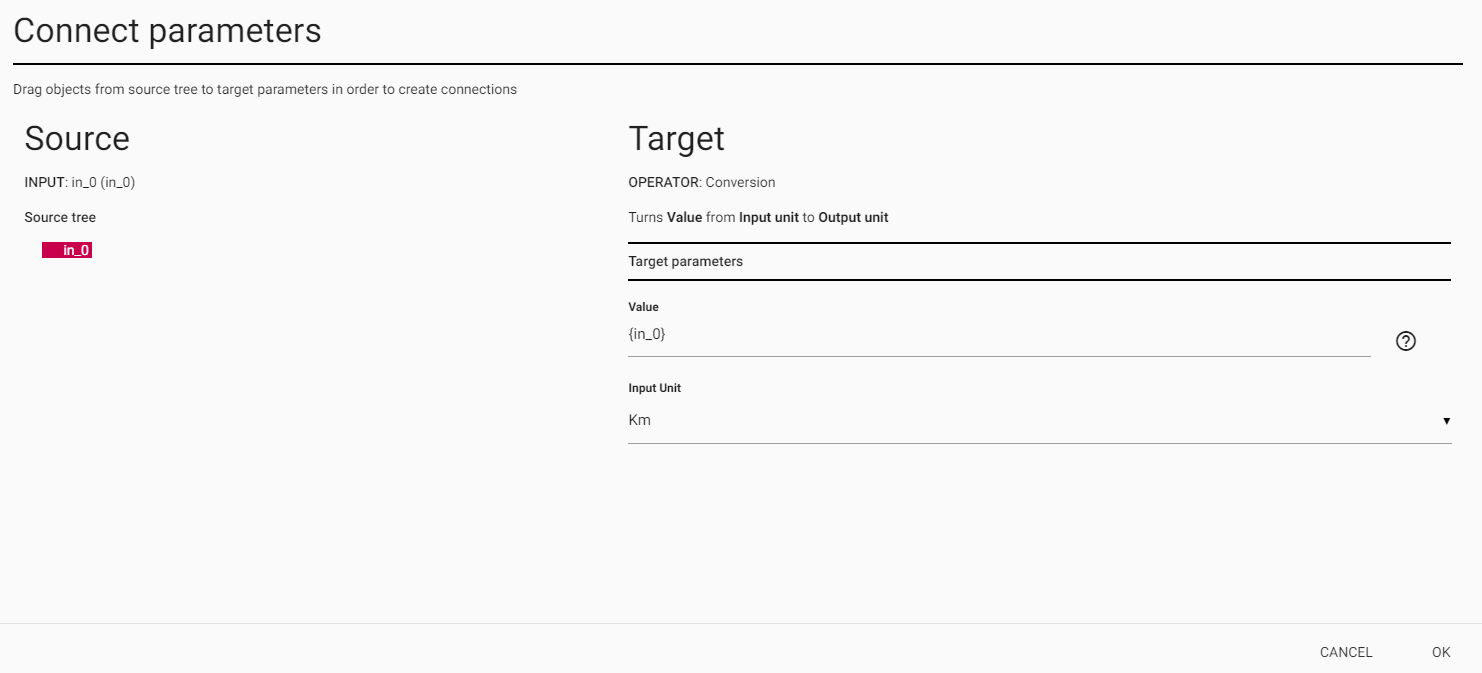 Connect parameters
Drag objects from source tree to target parameters in order to create connections
Source
INPUT: in_0 (in_0)
Source tree
in_0
Target
OPERATOR: Conversion
Turns Value from Input unit to Output unit
Target parameters
Value
{in_0}
Input Unit
Km
CANCEL OK